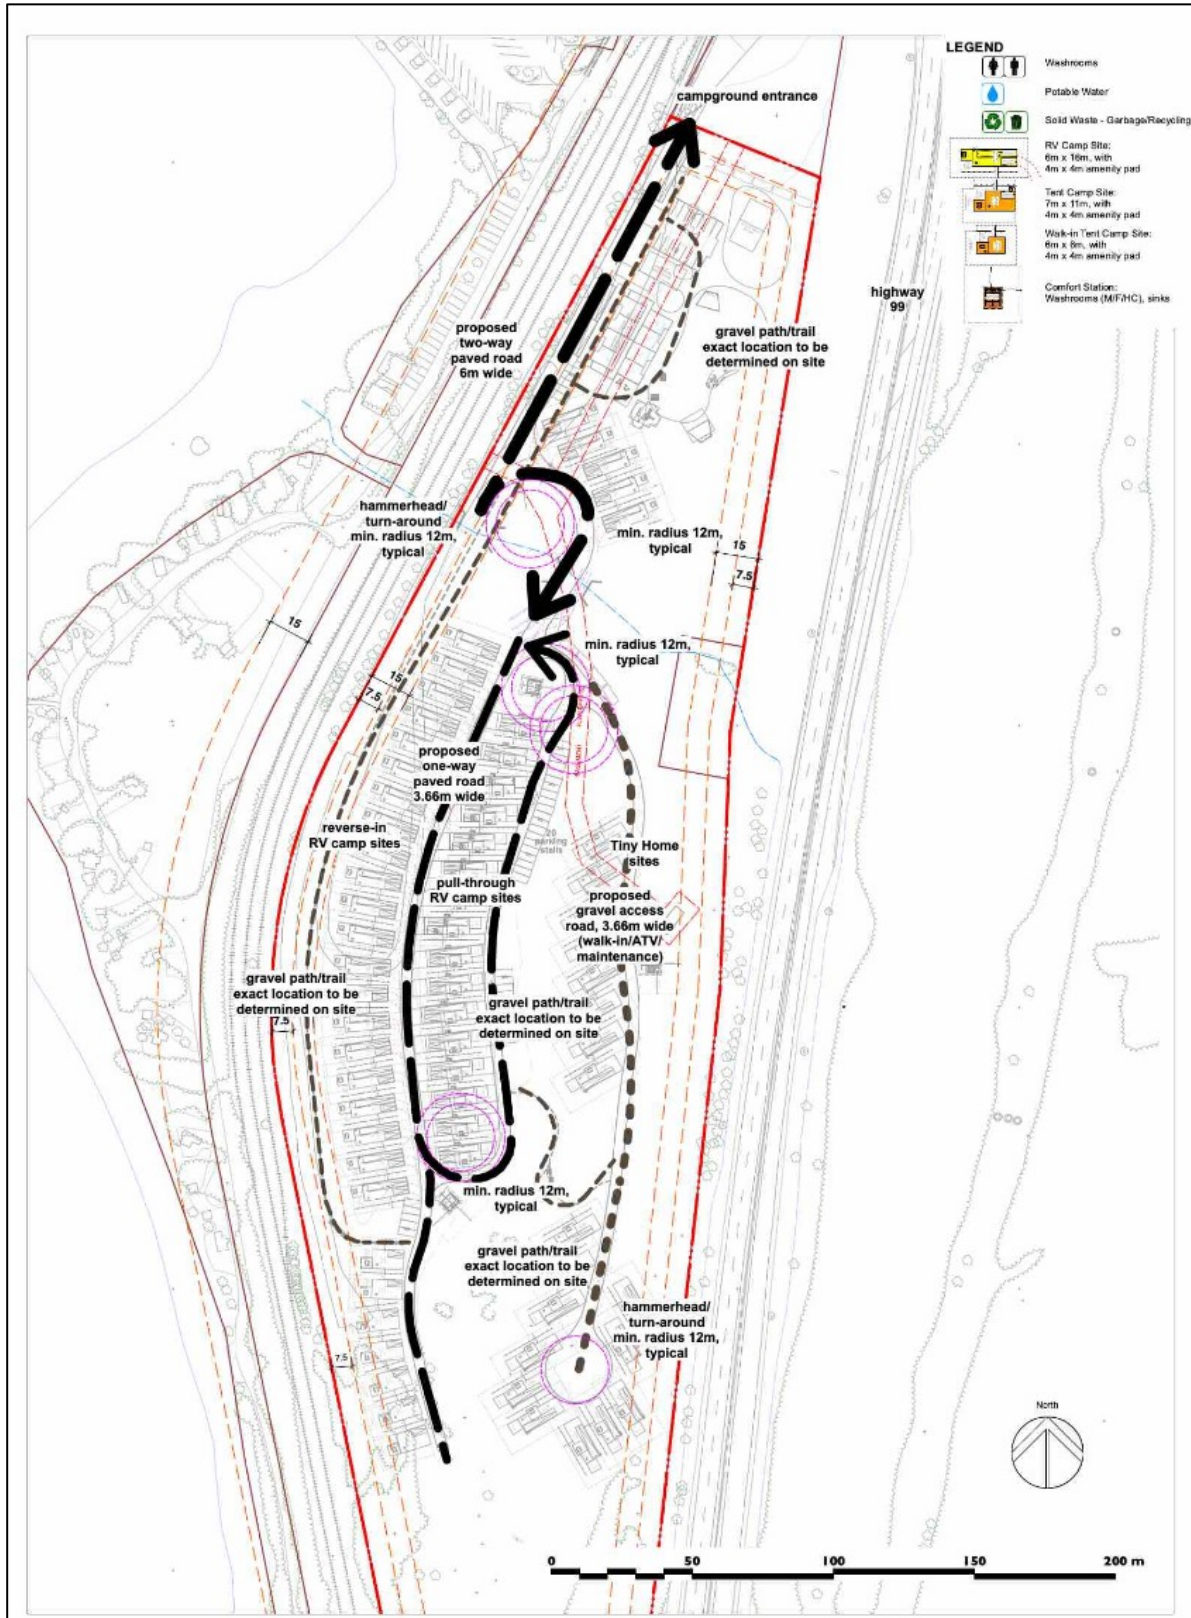 LEGEND
Washrooms
Potable Water
Solid Waste - Garbage/Recycling
RV Camp Site:
6m x 16m, with
4m x 4m amenity pad
Tent Camp Site:
7m x 11m, with
4m x 4m amenity pad
Walk-in Tent Camp Site:
6m x 6m, with
4m x 4m amenity pad
Comfort Station:
Washrooms (M/F/HC), sinks
campground entrance
highway
99
proposed
two-way
paved road
6m wide
gravel path/trail
exact location to be
determined on site
hammerhead/
turn-around
min. radius 12m,
typical
min. radius 12m,
typical
15
7.5
15
min. radius 12m,
typical
15
7.5
proposed
one-way
paved road
3.66m wide
reverse-in
RV camp sites
20
parking
stalls
Tiny Home
sites
pull-through
RV camp sites
proposed
gravel access
road, 3.66m wide
(walk-in/ATV/
maintenance)
gravel path/trail
exact location to be
determined on site
7.5
gravel path/trail
exact location to be
determined on site
min. radius 12m,
typical
gravel path/trail
exact location to be
determined on site
hammerhead/
turn-around
min. radius 12m,
typical
7.5
North
0 50 100 150 200 m